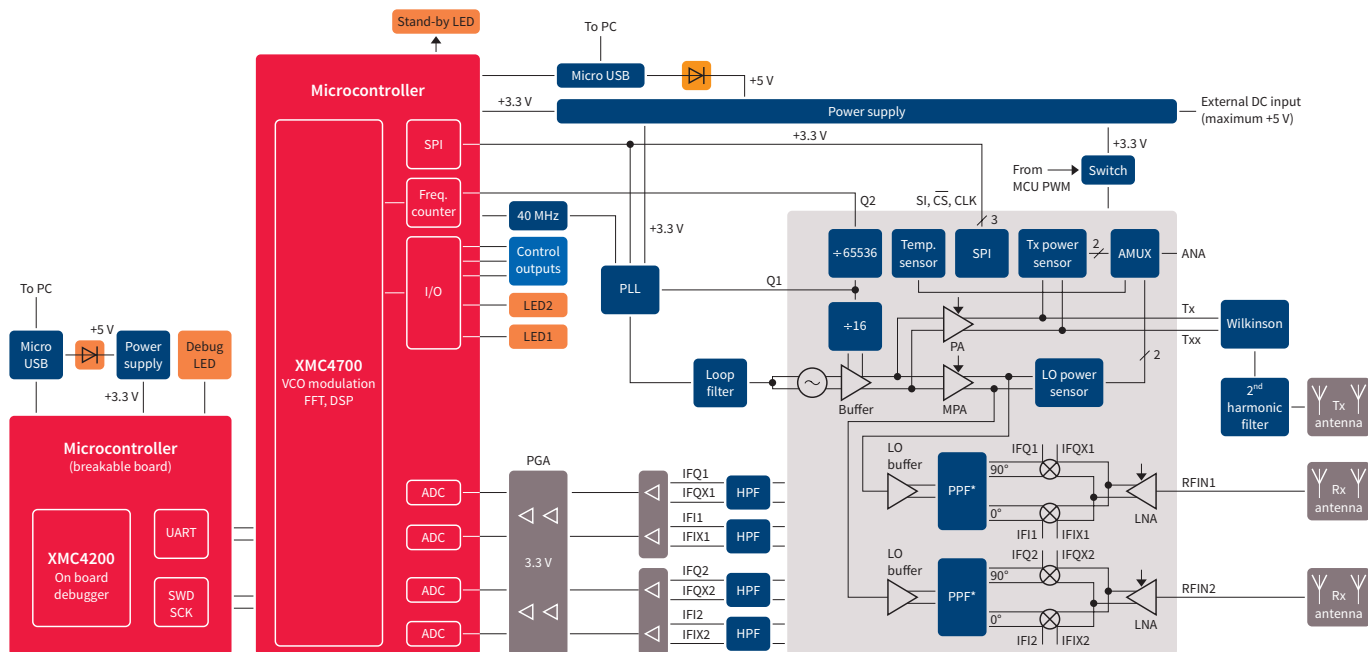 Stand-by LED
To PC
Microcontroller
Micro USB
+5 V
+3.3 V
Power supply
External DC input
(maximum +5 V)
SPI
+3.3 V
+3.3 V
From
MCU PWM
Switch
Freq.
counter
Q2
SI, CS, CLK
3
40 MHz
+3.3 V
÷65536
Temp.
sensor
SPI
Tx power
sensor
2
AMUX
ANA
Control
outputs
I/O
PLL
Q1
To PC
LED2
÷16
Tx
+5 V
Micro
USB
Power
supply
Debug
LED
LED1
PA
Txx
Wilkinson
XMC4700
VCO modulation
FFT, DSP
Loop
filter
LO power
sensor
2
+3.3 V
Buffer
MPA
2nd
harmonic
filter
Tx
antenna
Microcontroller
(breakable board)
PGA
LO
buffer
IFQ1
IFQX1
90°
PPF*
0°
IFI1
IFIX1
LNA
RFIN1
Rx
antenna
ADC
IFQ1
IFQX1
HPF
UART
ADC
IFI1
IFIX1
HPF
XMC4200
On board
debugger
3.3 V
LO
buffer
IFQ2
IFQX2
90°
PPF*
0°
IFI2
IFIX2
LNA
RFIN2
Rx
antenna
SWD
SCK
ADC
IFQ2
IFQX2
HPF
ADC
IFI2
IFIX2
HPF